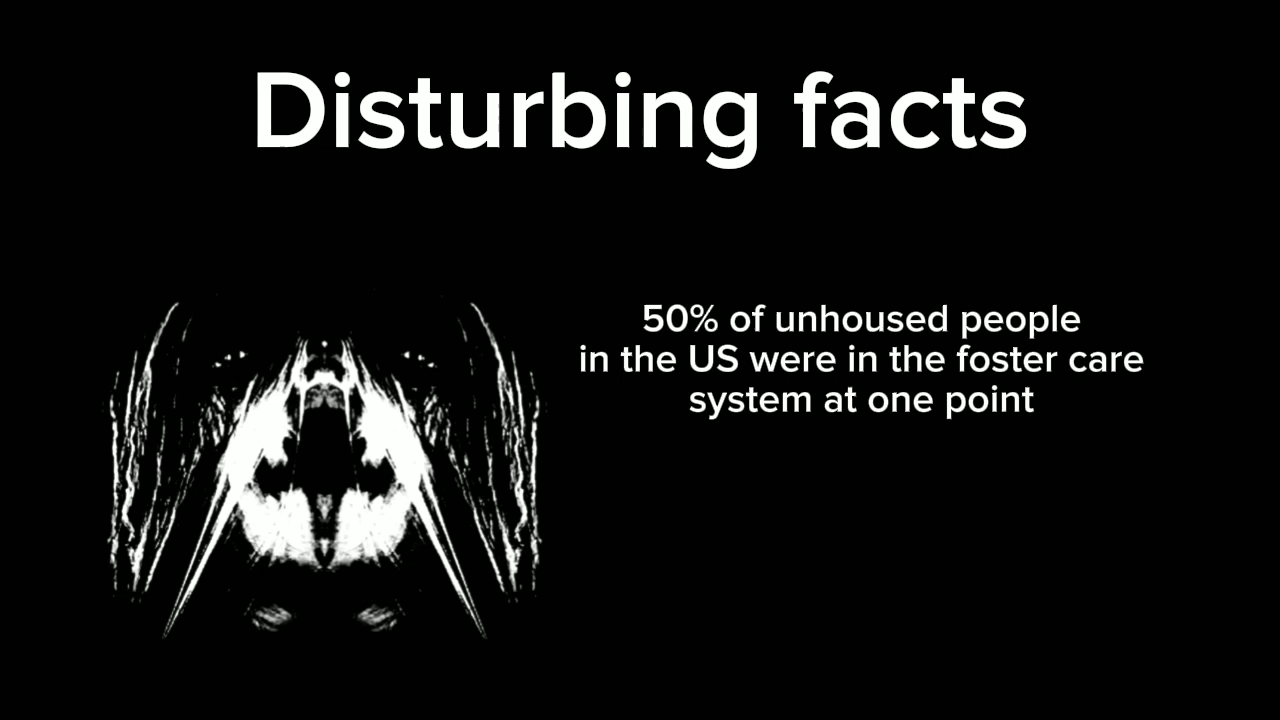 Disturbing facts
50% of unhoused people
in the US were in the foster care
system at one point